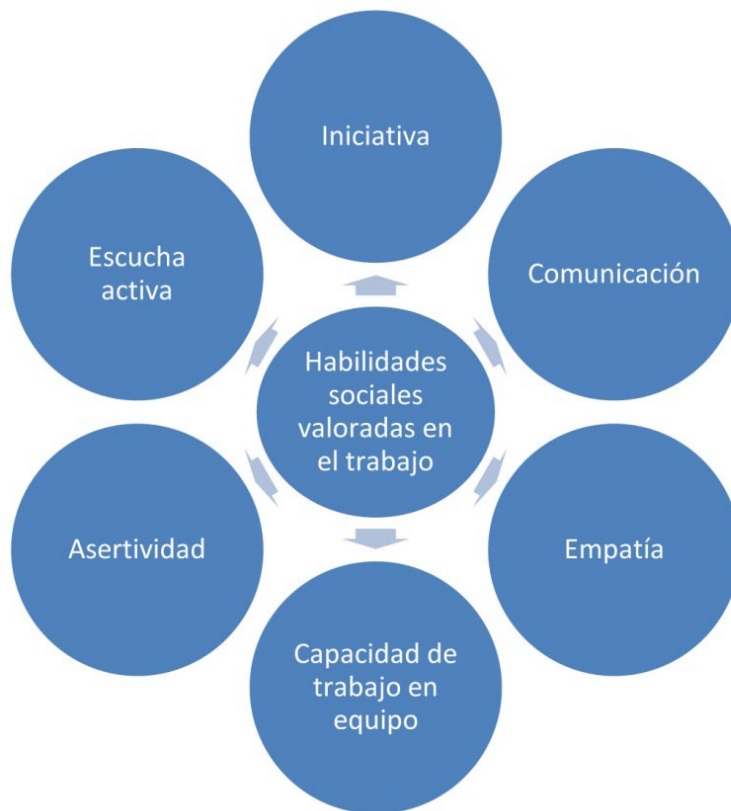 Iniciativa
Escucha
activa
Comunicación
Habilidades
sociales
valoradas en
el trabajo
Asertividad
Empatía
Capacidad de
trabajo en
equipo